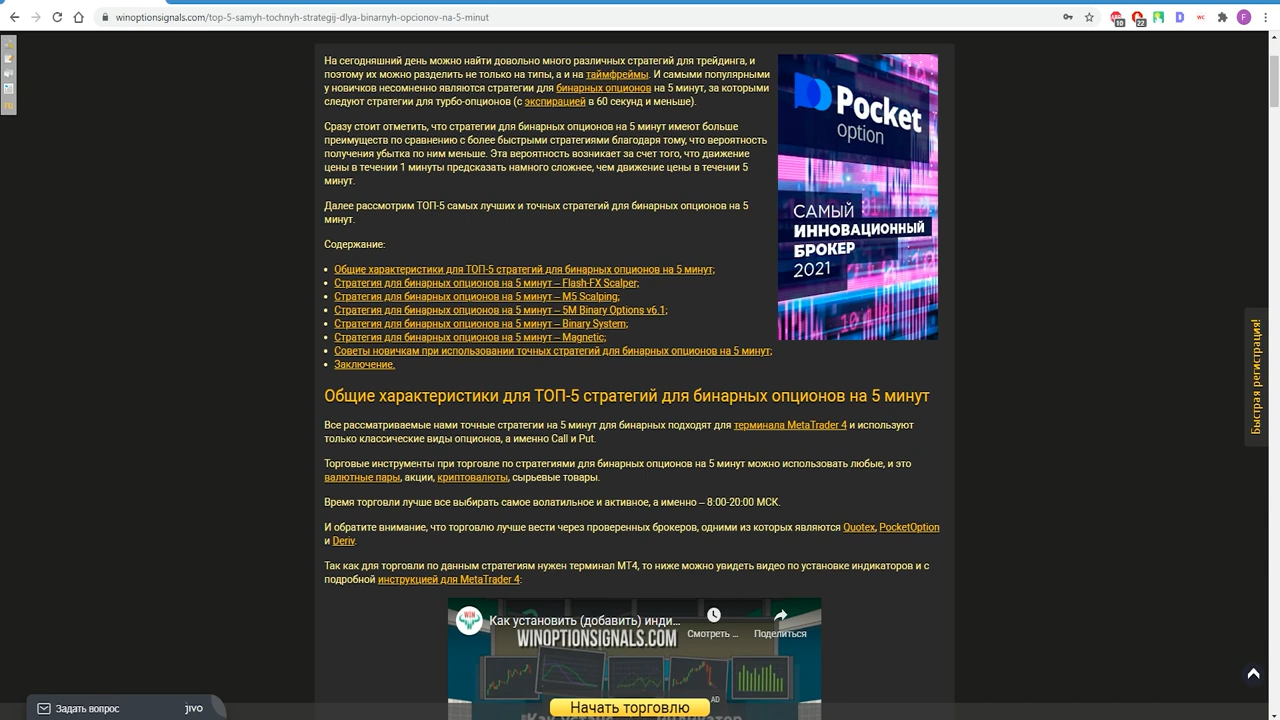 winoptionsignals.com/top-5-samyh-tochnyh-strategij-dlya-binarnyh-opcionov-na-5-minut
10
22
D
WC
F
ru
На сегодняшний день можно найти довольно много различных стратегий для трейдинга, и
поэтому их можно разделить не только на типы, а и на таймфреймы. И самыми популярными
у новичков несомненно являются стратегии для бинарных опционов на 5 минут, за которыми
следуют стратегии для турбо-опционов (с экспирацией в 60 секунд и меньше).
Сразу стоит отметить, что стратегии для бинарных опционов на 5 минут имеют больше
преимуществ по сравнению с более быстрыми стратегиями благодаря тому, что вероятность
получения убытка по ним меньше. Эта вероятность возникает за счет того, что движение
цены в течении 1 минуты предсказать намного сложнее, чем движение цены в течении 5
минут.
Далее рассмотрим ТОП-5 самых лучших и точных стратегий для бинарных опционов на 5
минут.
Содержание:
Общие характеристики для ТОП-5 стратегий для бинарных опционов на 5 минут;
Стратегия для бинарных опционов на 5 минут – Flash-FX Scalper;
Стратегия для бинарных опционов на 5 минут – M5 Scalping;
Стратегия для бинарных опционов на 5 минут – 5M Binary Options v6.1;
Стратегия для бинарных опционов на 5 минут – Binary System;
Стратегия для бинарных опционов на 5 минут – Magnetic;
Советы новичкам при использовании точных стратегий для бинарных опционов на 5 минут;
Заключение.
Pocket
option
САМЫЙ
ИННОВАЦИОННЫЙ
БРОКЕР
2021
Быстрая регистрация!
Общие характеристики для ТОП-5 стратегий для бинарных опционов на 5 минут
Все рассматриваемые нами точные стратегии на 5 минут для бинарных подходят для терминала MetaTrader 4 и используют
только классические виды опционов, а именно Call и Put.
Торговые инструменты при торговле по стратегиями для бинарных опционов на 5 минут можно использовать любые, и это
валютные пары, акции, криптовалюты, сырьевые товары.
Время торговли лучше все выбирать самое волатильное и активное, а именно – 8:00-20:00 МСК.
И обратите внимание, что торговлю лучше вести через проверенных брокеров, одними из которых являются Quotex, PocketOption
и Deriv.
Так как для торговли по данным стратегиям нужен терминал МТ4, то ниже можно увидеть видео по установке индикаторов и с
подробной инструкцией для MetaTrader 4:
WIN
Как установить (добавить) инди...
Смотреть ...
Поделиться
WINOPTIONSIGNALS.COM
AD
Начать торговлю
Задать вопрос
jivo